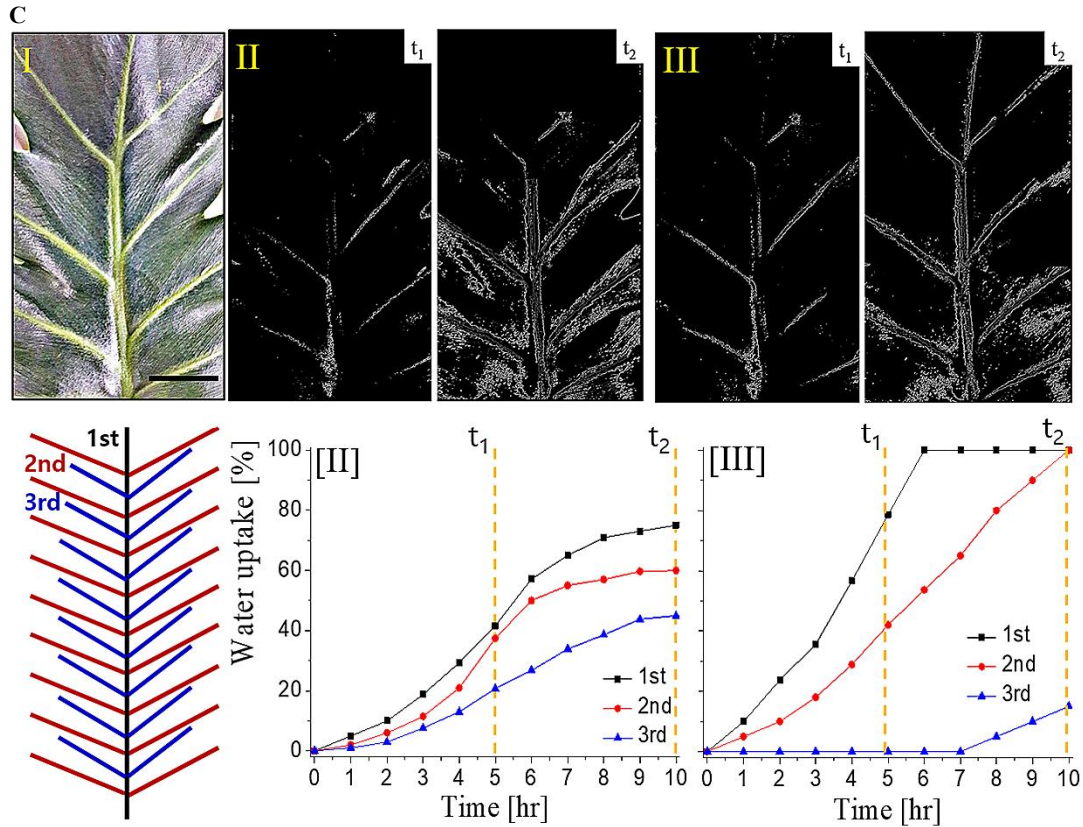 C
I
II
t1
t2
III
t1
t2
1st
2nd
3rd
Water uptake [%]
100
80
60
40
20
0
[II]
t1
t2
1st
2nd
3rd
0 1 2 3 4 5 6 7 8 9 10
Time [hr]
[III]
t1
t2
1st
2nd
3rd
0 1 2 3 4 5 6 7 8 9 10
Time [hr]